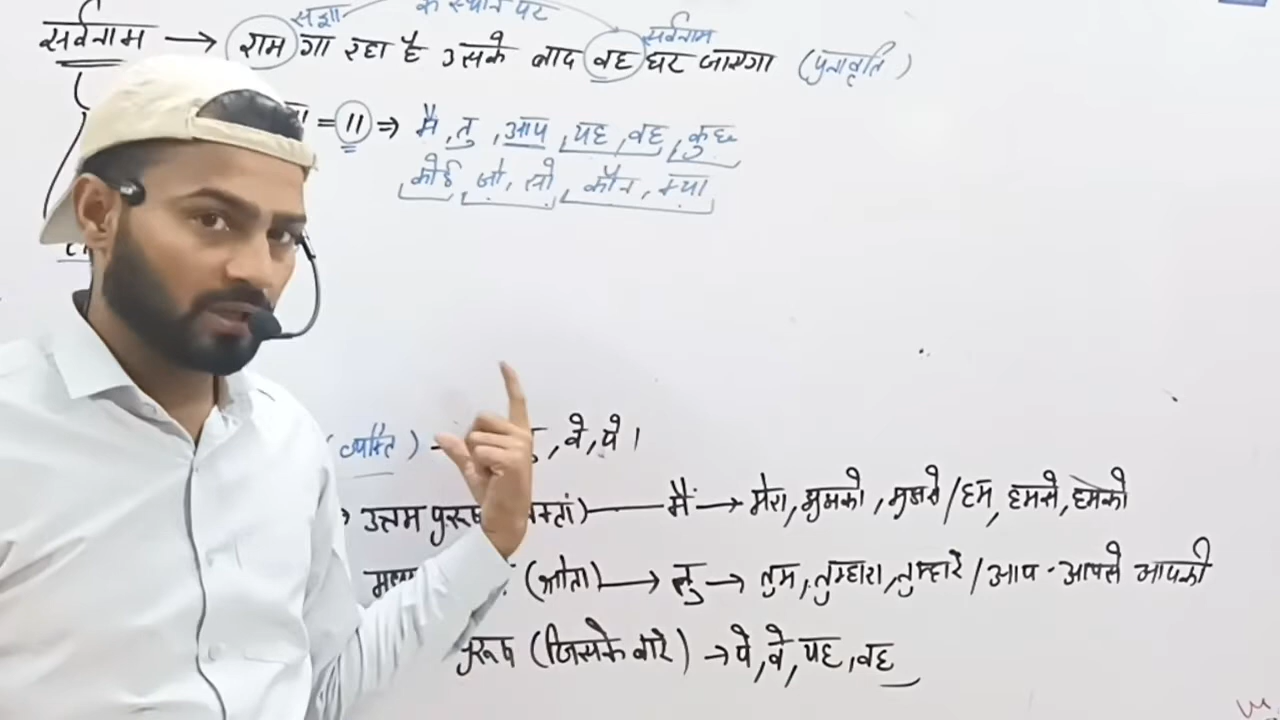 संज्ञा के स्थान पर सर्वनाम
सर्वनाम → राम गा रहा है उसके बाद वह घर जाएगा (पुनावृति)
= 11 ⇒ मैं, तु, आप, यह, वह, कुछ
कोई, जो, सो, कौन, क्या
(व्यक्ति) , वे, ये।
उत्तम पुरूष — मैं → मेरा, मुझको, मुझसे / हम, हमसे, हमको
(श्रोता) → तु → तुम, तुम्हारा, तुम्हारे / आप - आपसे आपकी
(जिसके बारे) → ये, वे, यह, वह